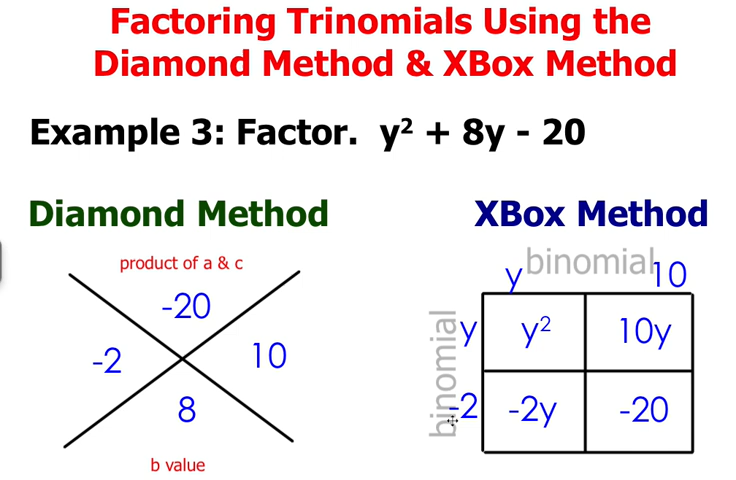 Factoring Trinomials Using the
Diamond Method & XBox Method
Example 3: Factor.  y² + 8y - 20
Diamond Method
product of a & c
-20
-2
10
8
b value
XBox Method
binomial
y
10
binomial
y
y²
10y
-2
-2y
-20